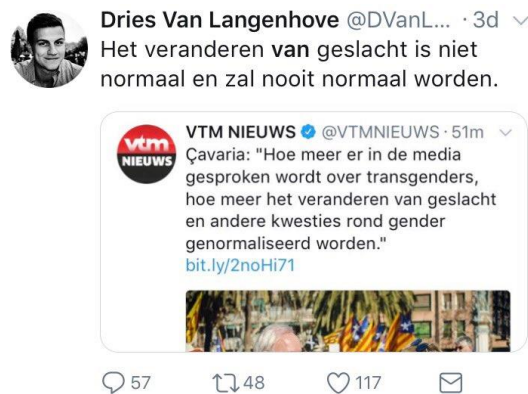 Dries Van Langenhove @DVanL... · 3d
Het veranderen van geslacht is niet
normaal en zal nooit normaal worden.
vtm
NIEUWS
VTM NIEUWS @VTMNIEUWS · 51m
Çavaria: "Hoe meer er in de media
gesproken wordt over transgenders,
hoe meer het veranderen van geslacht
en andere kwesties rond gender
genormaliseerd worden."
bit.ly/2noHi71
57 48 117